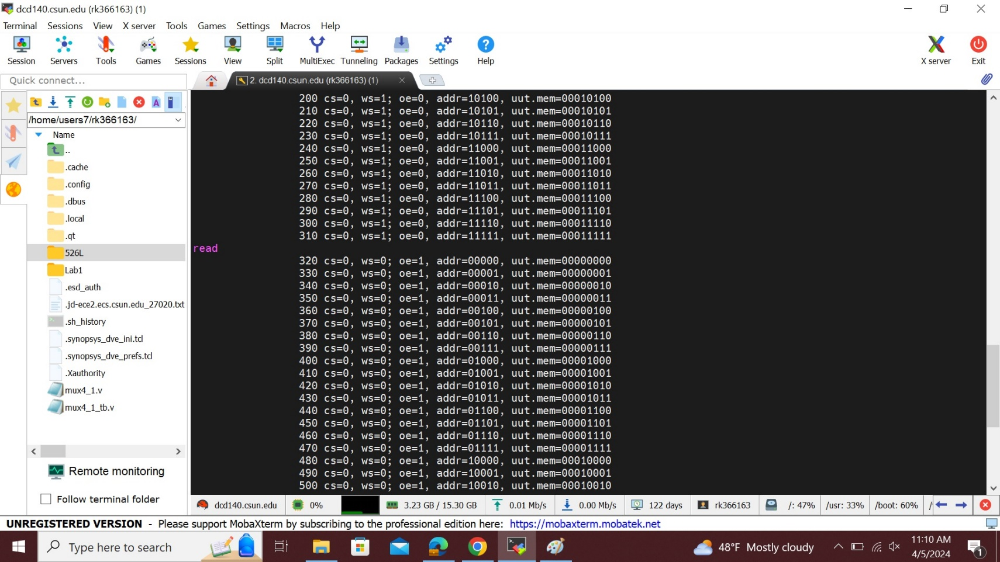 dcd140.csun.edu (rk366163) (1)
Terminal Sessions View X server Tools Games Settings Macros Help
Session Servers Tools Games Sessions View Split MultiExec Tunneling Packages Settings Help X server Exit
Quick connect...
2. dcd140.csun.edu (rk366163) (1)
/home/users7/rk366163/
Name
..
.cache
.config
.dbus
.local
.qt
526L
Lab1
.esd_auth
.jd-ece2.ecs.csun.edu_27020.txt
.sh_history
.synopsys_dve_ini.tcl
.synopsys_dve_prefs.tcl
.Xauthority
mux4_1.v
mux4_1_tb.v
Remote monitoring
Follow terminal folder
200 cs=0, ws=1; oe=0, addr=10100, uut.mem=00010100
210 cs=0, ws=1; oe=0, addr=10101, uut.mem=00010101
220 cs=0, ws=1; oe=0, addr=10110, uut.mem=00010110
230 cs=0, ws=1; oe=0, addr=10111, uut.mem=00010111
240 cs=0, ws=1; oe=0, addr=11000, uut.mem=00011000
250 cs=0, ws=1; oe=0, addr=11001, uut.mem=00011001
260 cs=0, ws=1; oe=0, addr=11010, uut.mem=00011010
270 cs=0, ws=1; oe=0, addr=11011, uut.mem=00011011
280 cs=0, ws=1; oe=0, addr=11100, uut.mem=00011100
290 cs=0, ws=1; oe=0, addr=11101, uut.mem=00011101
300 cs=0, ws=1; oe=0, addr=11110, uut.mem=00011110
310 cs=0, ws=1; oe=0, addr=11111, uut.mem=00011111
read
320 cs=0, ws=0; oe=1, addr=00000, uut.mem=00000000
330 cs=0, ws=0; oe=1, addr=00001, uut.mem=00000001
340 cs=0, ws=0; oe=1, addr=00010, uut.mem=00000010
350 cs=0, ws=0; oe=1, addr=00011, uut.mem=00000011
360 cs=0, ws=0; oe=1, addr=00100, uut.mem=00000100
370 cs=0, ws=0; oe=1, addr=00101, uut.mem=00000101
380 cs=0, ws=0; oe=1, addr=00110, uut.mem=00000110
390 cs=0, ws=0; oe=1, addr=00111, uut.mem=00000111
400 cs=0, ws=0; oe=1, addr=01000, uut.mem=00001000
410 cs=0, ws=0; oe=1, addr=01001, uut.mem=00001001
420 cs=0, ws=0; oe=1, addr=01010, uut.mem=00001010
430 cs=0, ws=0; oe=1, addr=01011, uut.mem=00001011
440 cs=0, ws=0; oe=1, addr=01100, uut.mem=00001100
450 cs=0, ws=0; oe=1, addr=01101, uut.mem=00001101
460 cs=0, ws=0; oe=1, addr=01110, uut.mem=00001110
470 cs=0, ws=0; oe=1, addr=01111, uut.mem=00001111
480 cs=0, ws=0; oe=1, addr=10000, uut.mem=00010000
490 cs=0, ws=0; oe=1, addr=10001, uut.mem=00010001
500 cs=0, ws=0; oe=1, addr=10010, uut.mem=00010010
dcd140.csun.edu 0% 3.23 GB / 15.30 GB 0.01 Mb/s 0.00 Mb/s 122 days rk366163 /: 47% /usr: 33% /boot: 60% /
UNREGISTERED VERSION - Please support MobaXterm by subscribing to the professional edition here: https://mobaxterm.mobatek.net
Type here to search
48°F Mostly cloudy
11:10 AM
4/5/2024
1